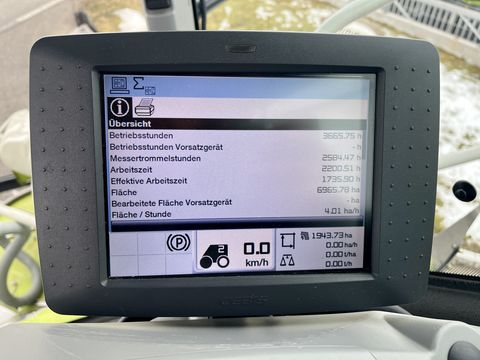 Übersicht
Betriebsstunden 3665.75 h
Betriebsstunden Vorsatzgerät - h
Messertrommelstunden 2584.47 h
Arbeitszeit 2200.51 h
Effektive Arbeitszeit 1735.90 h
Fläche 6965.78 ha
Bearbeitete Fläche Vorsatzgerät - ha
Fläche / Stunde 4.01 ha/h
P
2
0.0
km/h
1943.73 ha
0.00 ha/h
0.00 t/ha
0.00 t/h
cebis